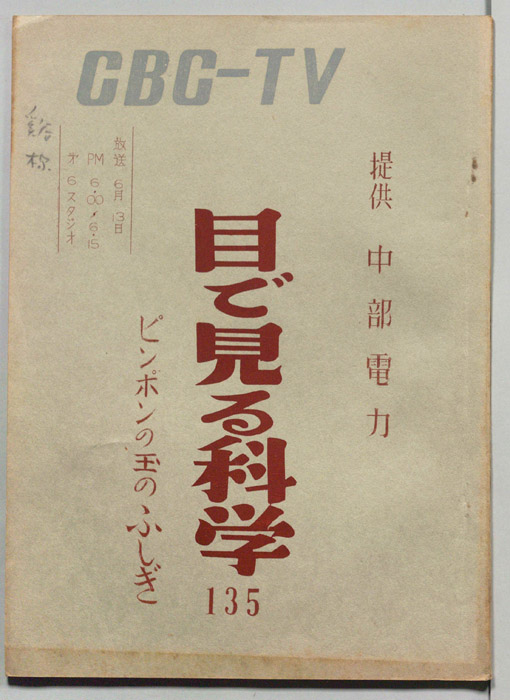 CBC-TV
提供 中部電力
目で見る科学
135
ピンポンの玉のふしぎ
放送 6月13日
PM 6.00〜6.15
オ6スタジオ